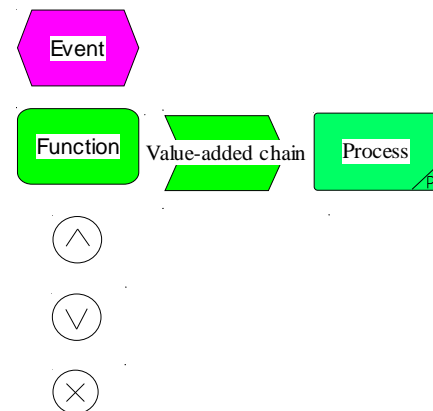 Event
Function
Value-added chain
Process
P